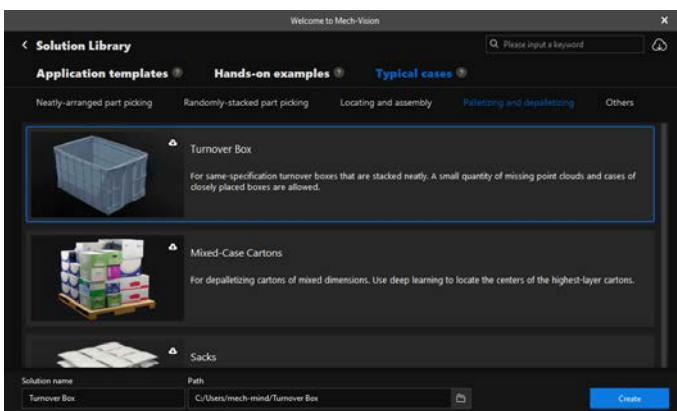 Welcome to Mech-Vision
Solution Library
Please input a keyword
Application templates ?
Hands-on examples ?
Typical cases ?
Neatly-arranged part picking
Randomly-stacked part picking
Locating and assembly
Palletizing and depalletizing
Others
Turnover Box
For same-specification turnover boxes that are stacked neatly. A small quantity of missing point clouds and cases of
closely placed boxes are allowed.
Mixed-Case Cartons
For depalletizing cartons of mixed dimensions. Use deep learning to locate the centers of the highest-layer cartons.
Sacks
Solution name
Path
Turnover Box
C:/Users/mech-mind/Turnover Box
Create